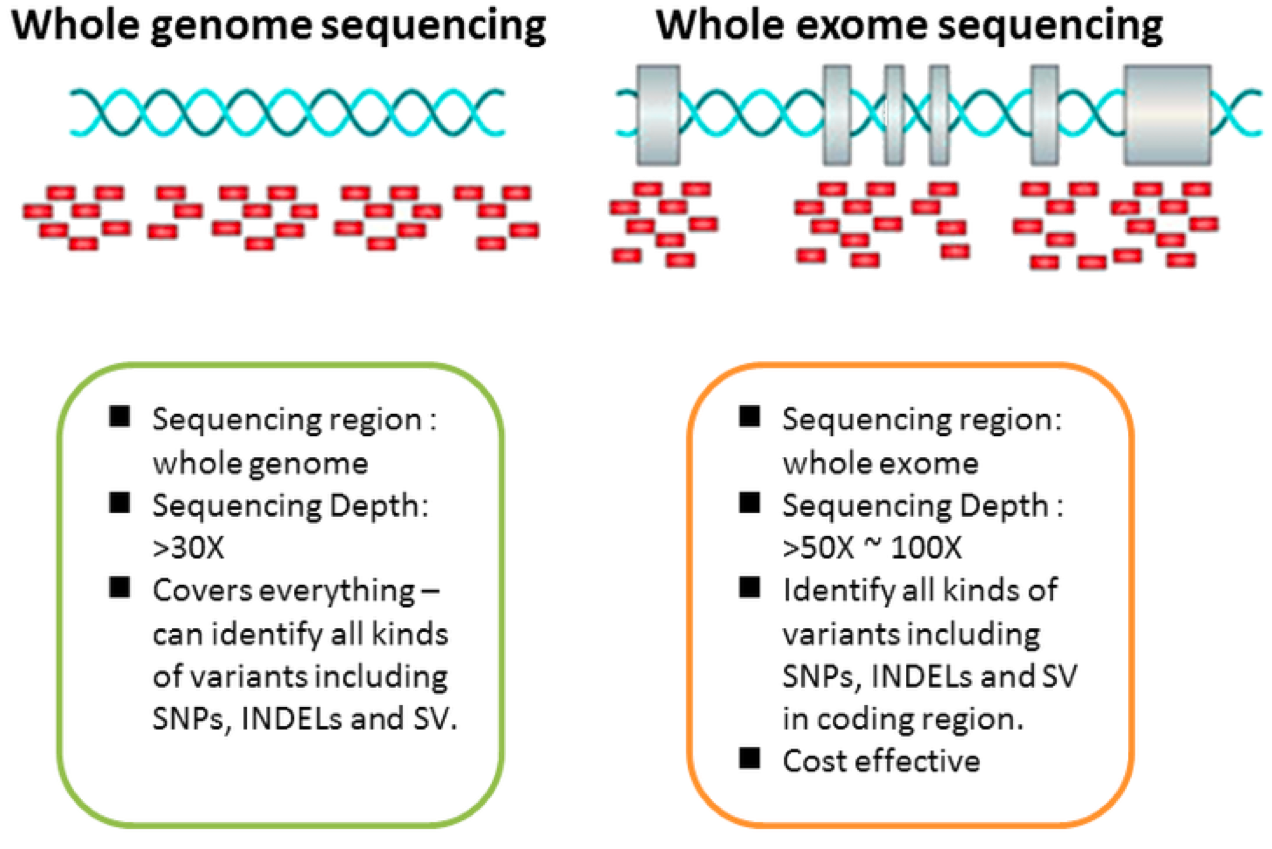 Whole genome sequencing
Whole exome sequencing
■ Sequencing region :
whole genome
■ Sequencing Depth:
>30X
■ Covers everything –
can identify all kinds
of variants including
SNPs, INDELs and SV.
■ Sequencing region:
whole exome
■ Sequencing Depth :
>50X ~ 100X
■ Identify all kinds of
variants including
SNPs, INDELs and SV
in coding region.
■ Cost effective